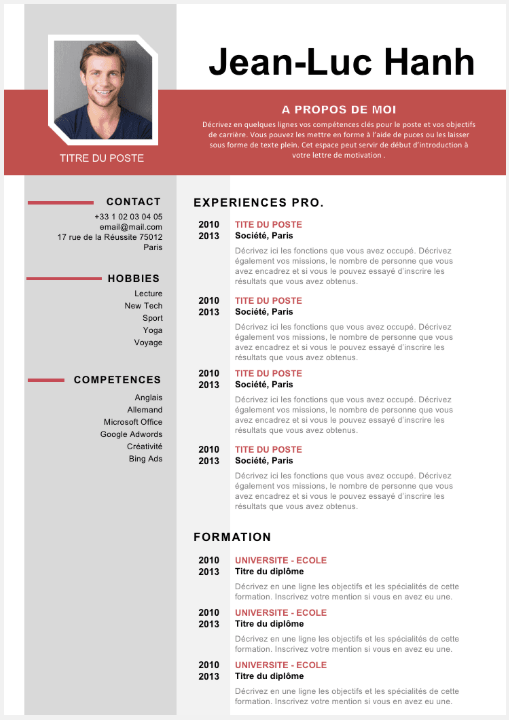 Jean-Luc Hanh
A PROPOS DE MOI
Décrivez en quelques lignes vos compétences clés pour le poste et vos objectifs
de carrière. Vous pouvez les mettre en forme à l'aide de puces ou les laisser
sous forme de texte plein. Cet espace peut servir de début d'introduction à
votre lettre de motivation .
TITRE DU POSTE
CONTACT
+33 1 02 03 04 05
email@mail.com
17 rue de la Réussite 75012
Paris
HOBBIES
Lecture
New Tech
Sport
Yoga
Voyage
COMPETENCES
Anglais
Allemand
Microsoft Office
Google Adwords
Créativité
Bing Ads
EXPERIENCES PRO.
2010 TITE DU POSTE
2013 Société, Paris
Décrivez ici les fonctions que vous avez occupé. Décrivez
également vos missions, le nombre de personne que vous
avez encadrez et si vous le pouvez essayé d'inscrire les
résultats que vous avez obtenus.
2010 TITE DU POSTE
2013 Société, Paris
Décrivez ici les fonctions que vous avez occupé. Décrivez
également vos missions, le nombre de personne que vous
avez encadrez et si vous le pouvez essayé d'inscrire les
résultats que vous avez obtenus.
2010 TITE DU POSTE
2013 Société, Paris
Décrivez ici les fonctions que vous avez occupé. Décrivez
également vos missions, le nombre de personne que vous
avez encadrez et si vous le pouvez essayé d'inscrire les
résultats que vous avez obtenus.
2010 TITE DU POSTE
2013 Société, Paris
Décrivez ici les fonctions que vous avez occupé. Décrivez
également vos missions, le nombre de personne que vous
avez encadrez et si vous le pouvez essayé d'inscrire les
résultats que vous avez obtenus.
FORMATION
2010 UNIVERSITE - ECOLE
2013 Titre du diplôme
Décrivez en une ligne les objectifs et les spécialités de cette
formation. Inscrivez votre mention si vous en avez eu une.
2010 UNIVERSITE - ECOLE
2013 Titre du diplôme
Décrivez en une ligne les objectifs et les spécialités de cette
formation. Inscrivez votre mention si vous en avez eu une.
2010 UNIVERSITE - ECOLE
2013 Titre du diplôme
Décrivez en une ligne les objectifs et les spécialités de cette
formation. Inscrivez votre mention si vous en avez eu une.